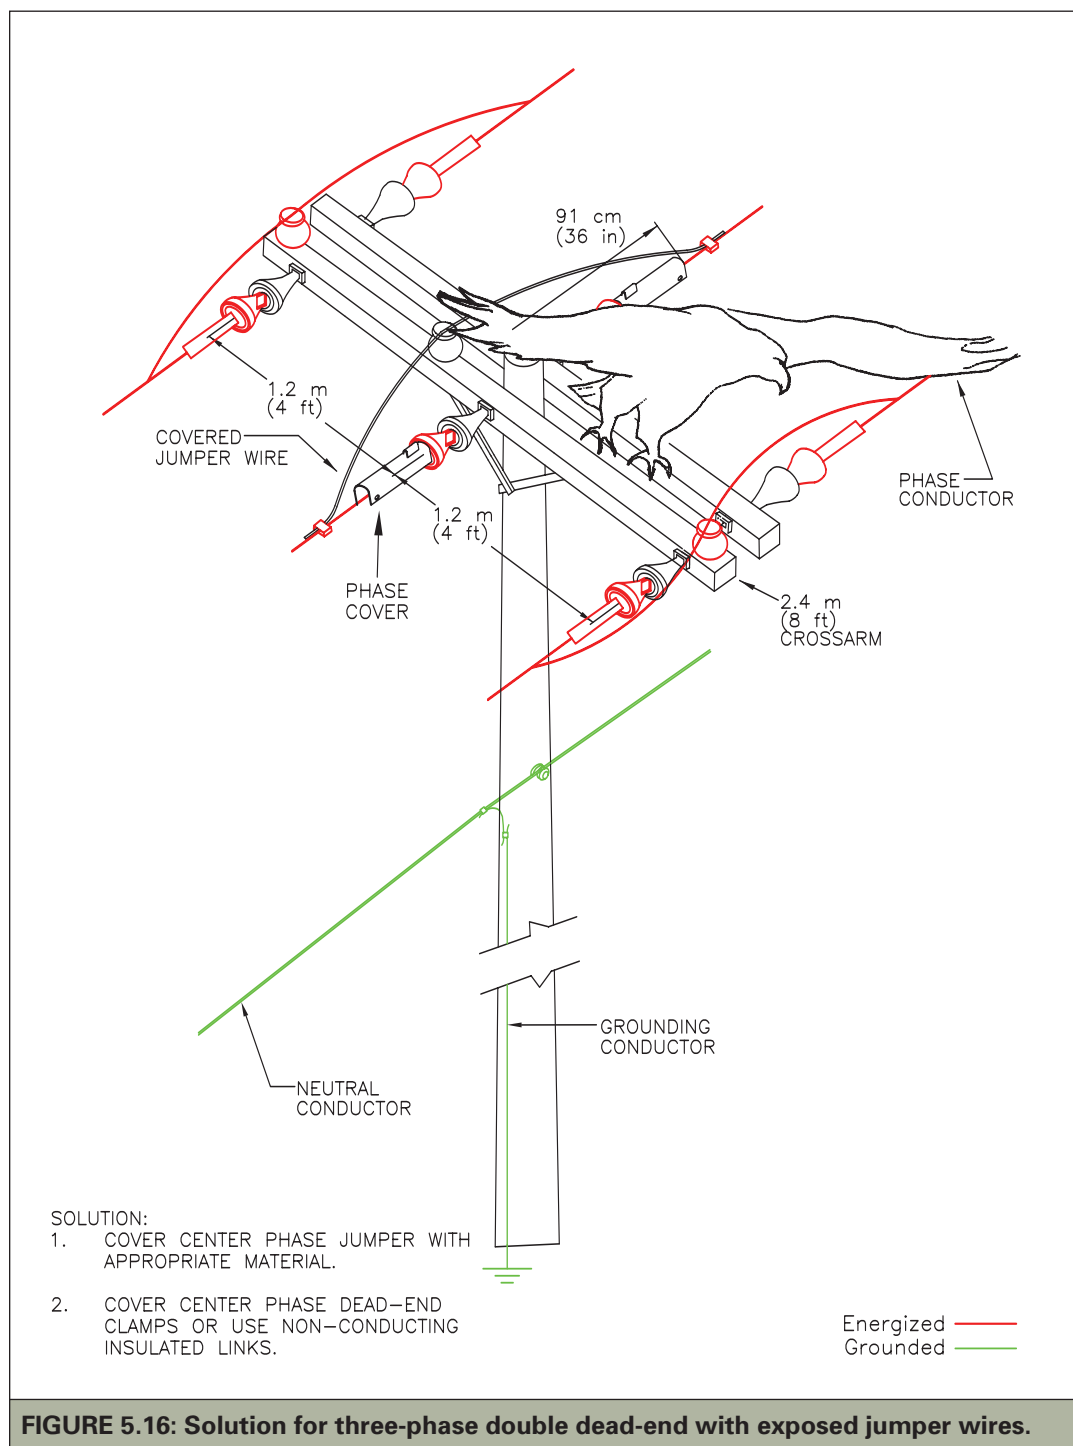 91 cm
(36 in)
1.2 m
(4 ft)
COVERED
JUMPER WIRE
PHASE
CONDUCTOR
1.2 m
(4 ft)
PHASE
COVER
2.4 m
(8 ft)
CROSSARM
GROUNDING
CONDUCTOR
NEUTRAL
CONDUCTOR
SOLUTION:
1. COVER CENTER PHASE JUMPER WITH
APPROPRIATE MATERIAL.
2. COVER CENTER PHASE DEAD-END
CLAMPS OR USE NON-CONDUCTING
INSULATED LINKS.
Energized
Grounded
FIGURE 5.16: Solution for three-phase double dead-end with exposed jumper wires.